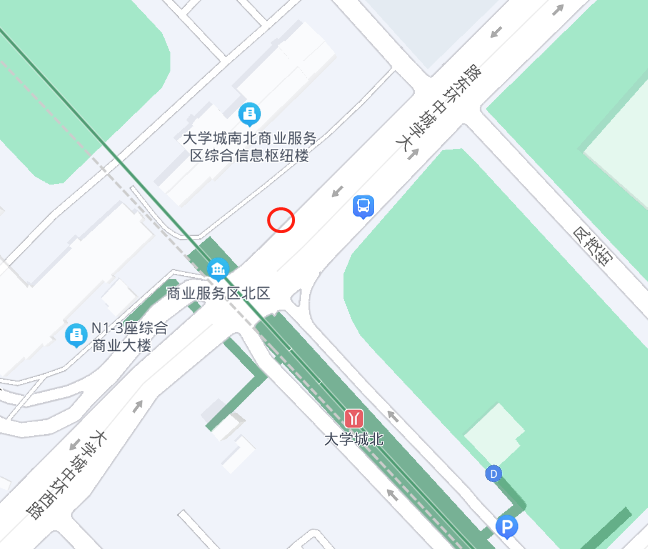 大学城中环东路
大学城南北商业服务
区综合信息枢纽楼
风茂街
商业服务区北区
N1-3座综合
商业大楼
大学城北
大学城中环西路
D
P